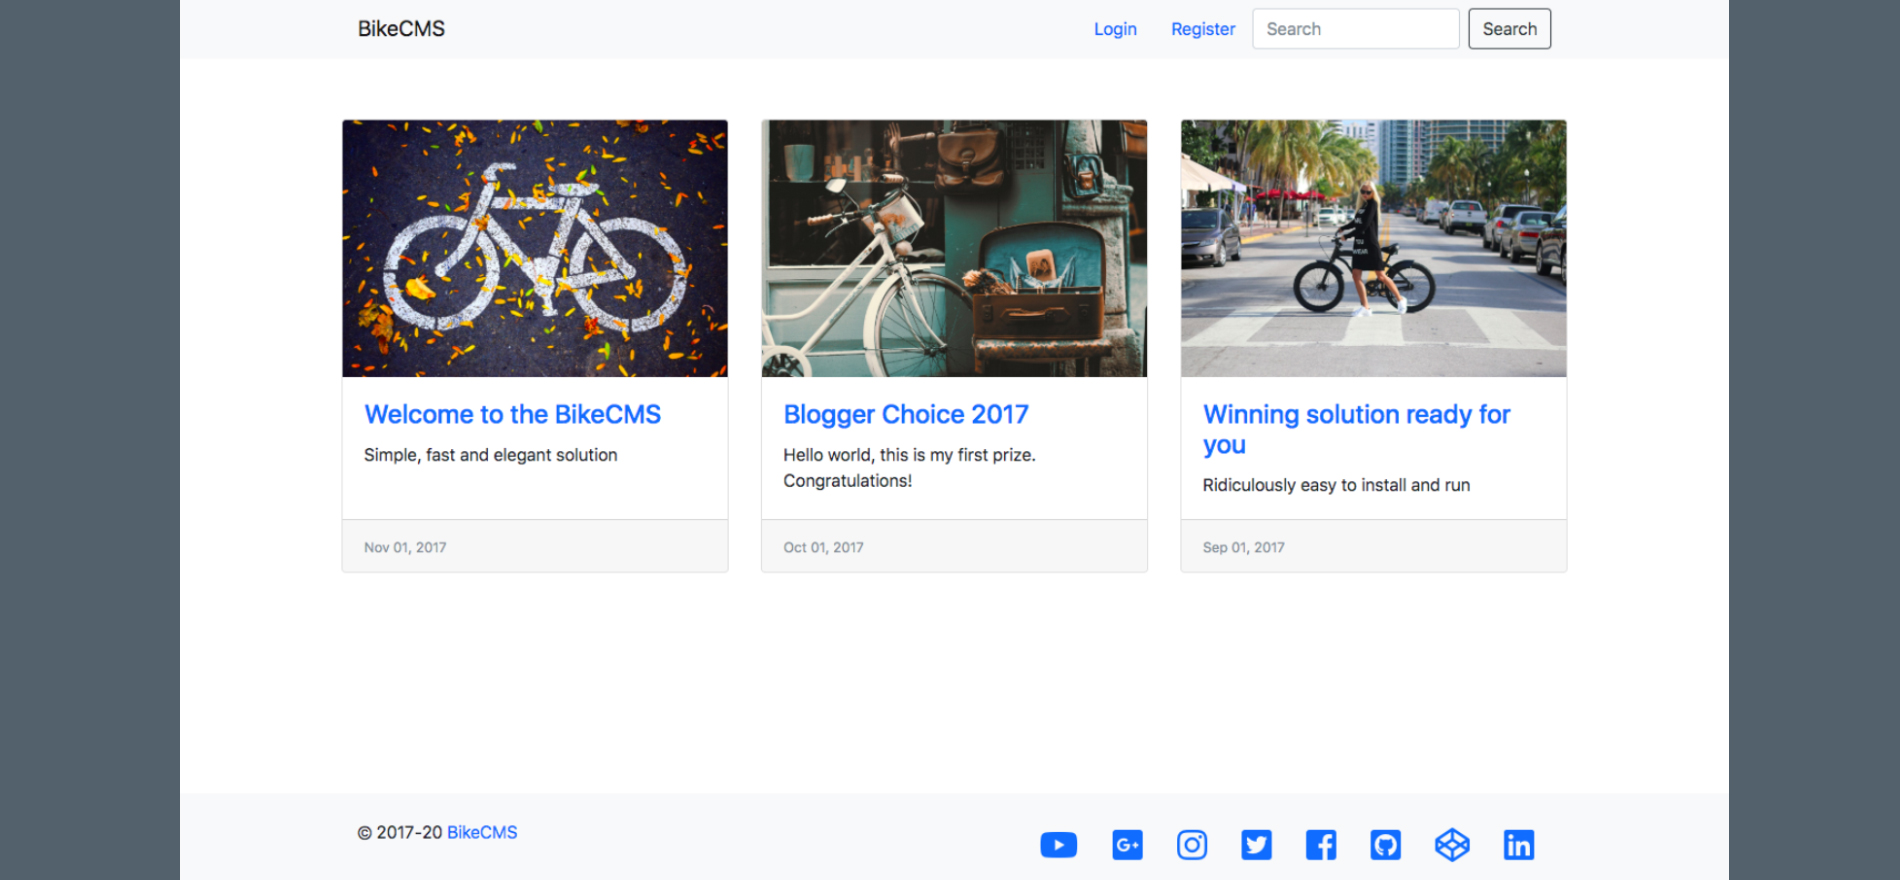 BikeCMS
Login Register Search Search
Welcome to the BikeCMS
Simple, fast and elegant solution
Nov 01, 2017
Blogger Choice 2017
Hello world, this is my first prize.
Congratulations!
Oct 01, 2017
Winning solution ready for
you
Ridiculously easy to install and run
Sep 01, 2017
© 2017-20 BikeCMS